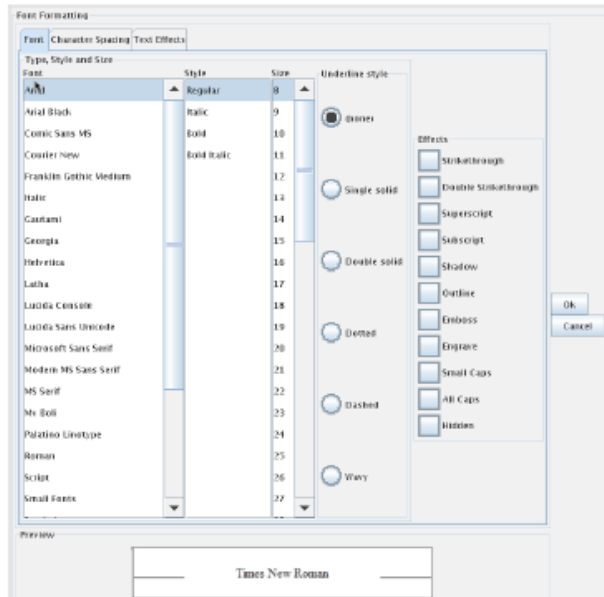 Font Formatting
Font Character Spacing Text Effects
Type, Style and Size
Font Style Size Underline style
Arial Regular 8
Arial Black Italic 9 (none)
Comic Sans MS Bold 10
Effects
Courier New Bold Italic 11
Strikethrough
Franklin Gothic Medium 12
Single solid
Double Strikethrough
Italic 13
Gautami 14
Superscript
Georgia 15
Subscript
Helvetica 16 Double solid
Shadow
Latha 17
Outline
Lucida Console 18
Ok
Lucida Sans Unicode 19
Emboss
Cancel
Dotted
Microsoft Sans Serif 20
Engrave
Modern MS Sans Serif 21
Small Caps
MS Serif 22
Dashed
All Caps
Mv Boli 23
Hidden
Palatino Linotype 24
Roman 25
Script 26 Wavy
Small Fonts 27
Preview
Times New Roman